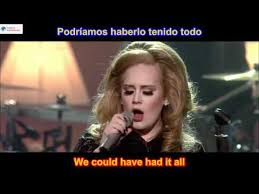 Podríamos haberlo tenido todo
We could have had it all